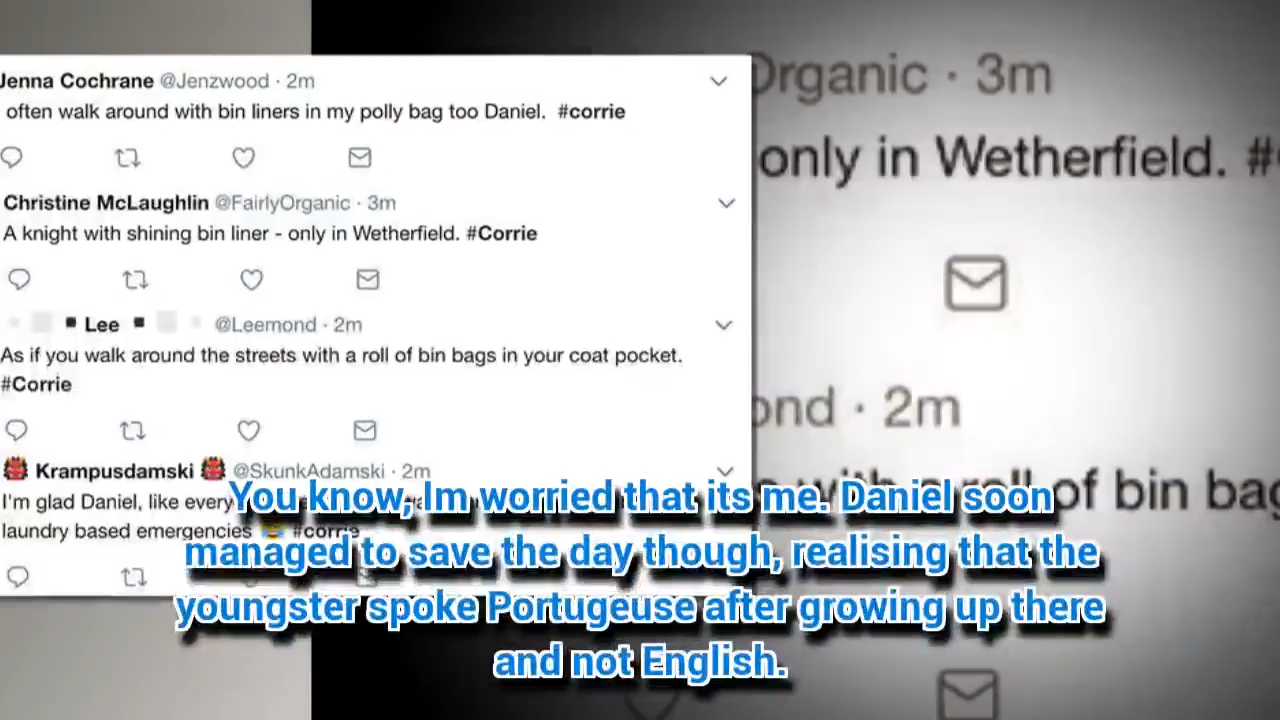 Jenna Cochrane @Jenzwood · 2m
often walk around with bin liners in my polly bag too Daniel. #corrie
Christine McLaughlin @FairlyOrganic · 3m
A knight with shining bin liner - only in Wetherfield. #Corrie
Lee @Leemond · 2m
As if you walk around the streets with a roll of bin bags in your coat pocket.
#Corrie
Krampusdamski @SkunkAdamski · 2m
I'm glad Daniel, like every
laundry based emergencies #corrie
Organic · 3m
only in Wetherfield. #
ond · 2m
roll of bin bag
You know, Im worried that its me. Daniel soon
managed to save the day though, realising that the
youngster spoke Portugeuse after growing up there
and not English.